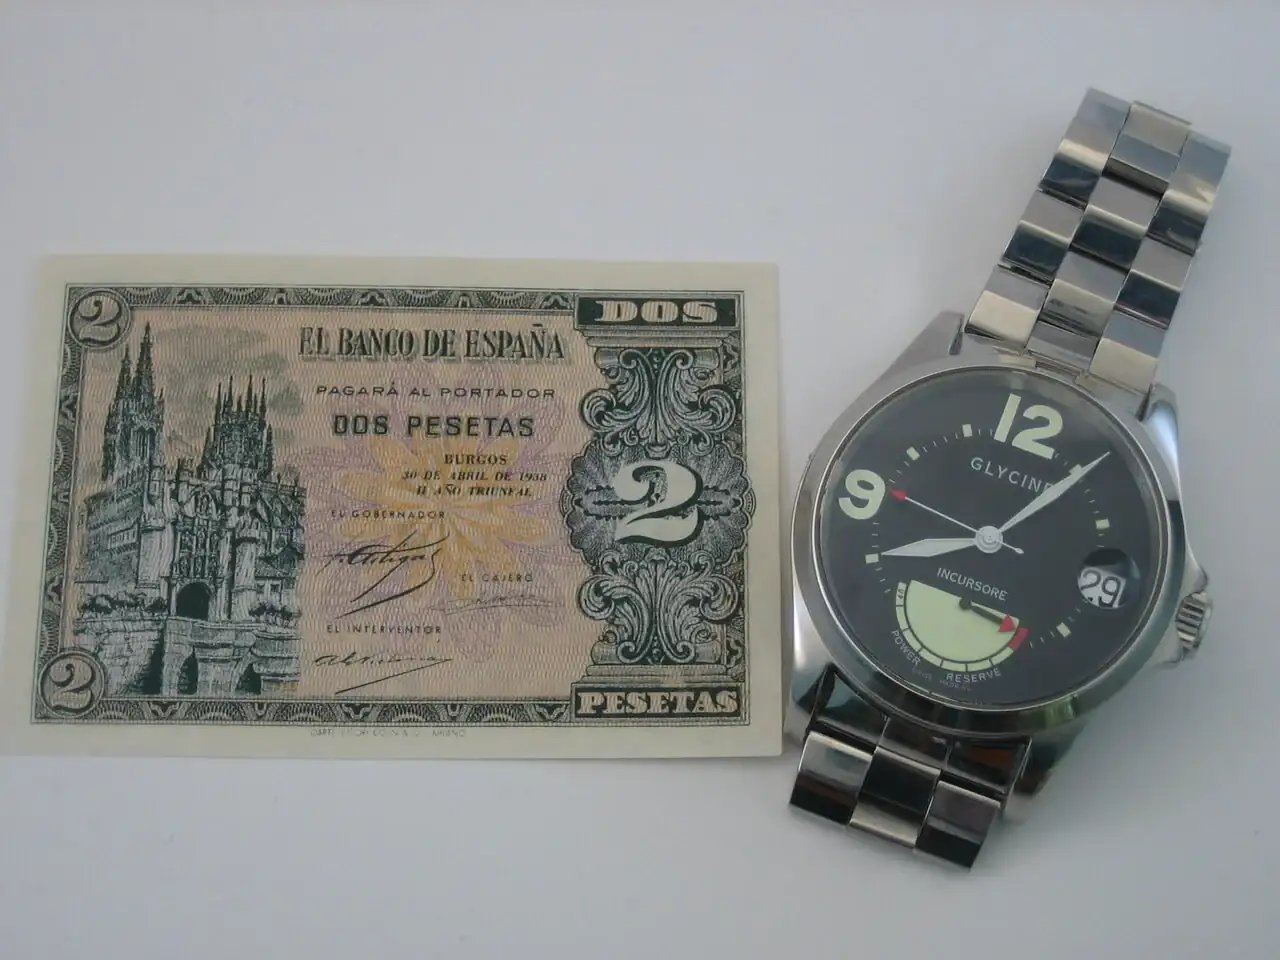 2
DOS
EL BANCO DE ESPAÑA
PAGARÁ AL PORTADOR
DOS PESETAS
BURGOS
30 DE ABRIL DE 1938
II AÑO TRIUNFAL
EL GOBERNADOR
EL CAJERO
EL INTERVENTOR
2
2
PESETAS
12
9
GLYCINE
29
INCURSORE
POWER RESERVE